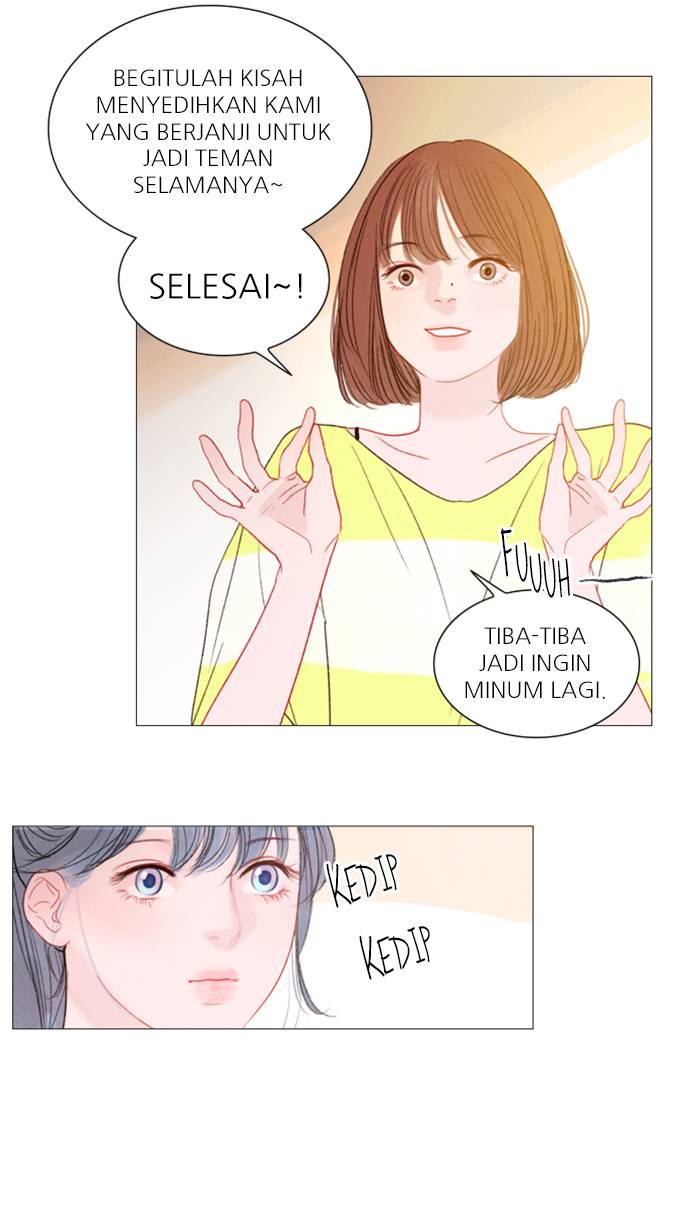 BEGITULAH KISAH
MENYEDIHKAN KAMI
YANG BERJANJI UNTUK
JADI TEMAN
SELAMANYA~
SELESAI~!
FUUUH
TIBA-TIBA
JADI INGIN
MINUM LAGI.
KEDIP
KEDIP